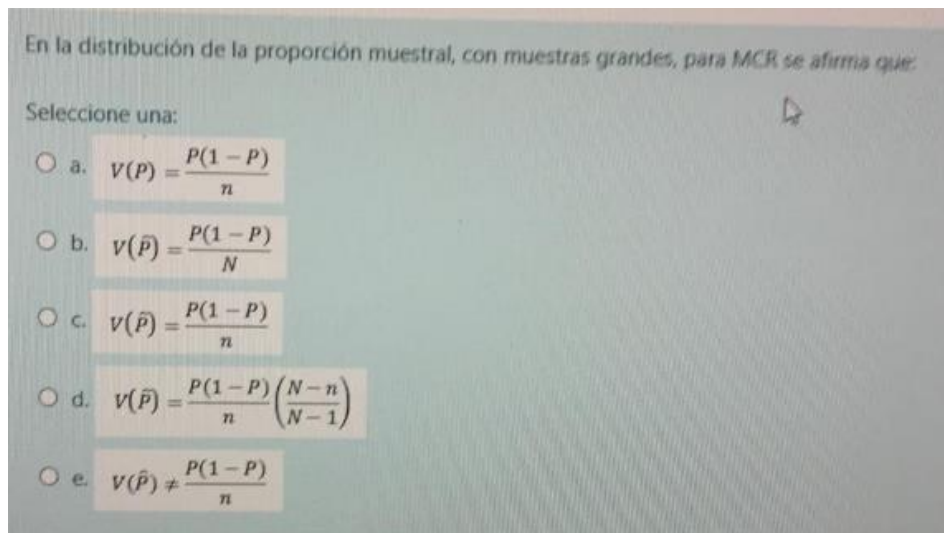 En la distribución de la proporción muestral, con muestras grandes, para MCR se afirma que:
Seleccione una:
a. V(P) = P(1 − P) / n
b. V(P̂) = P(1 − P) / N
c. V(P̂) = P(1 − P) / n
d. V(P̂) = P(1 − P) / n (N − n / N − 1)
e. V(P̂) ≠ P(1 − P) / n